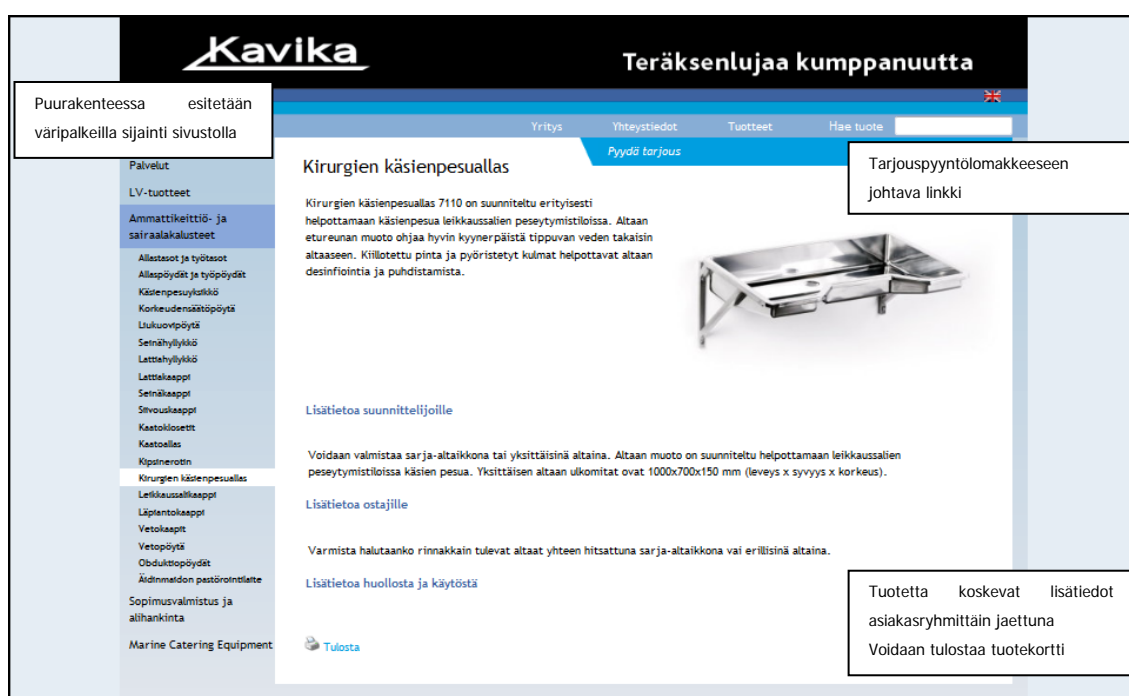 Kavika
Teräksenlujaa kumppanuutta
Puurakenteessa esitetään
väripalkeilla sijainti sivustolla
Yritys Yhteystiedot Tuotteet Hae tuote
Pyydä tarjous
Tarjouspyyntölomakkeeseen
johtava linkki
Palvelut
LV-tuotteet
Ammattikeittiö- ja
sairaalakalusteet
Allastasot ja työtasot
Allaspöydät ja työpöydät
Käsienpesuyksikkö
Korkeudensäätöpöytä
Liukuovipöytä
Seinähyllykkö
Lattiahyllykkö
Lattiakaappi
Seinäkaappi
Siivouskaappi
Kaatoklosetit
Kaatoallas
Kipsinerotin
Kirurgien käsienpesuallas
Leikkaussalikaappi
Läpiantokaappi
Vetokaapit
Vetopöytä
Obduktiopöydät
Äidinmaidon pastörointilaite
Sopimusvalmistus ja
alihankinta
Marine Catering Equipment
Kirurgien käsienpesuallas
Kirurgien käsienpesuallas 7110 on suunniteltu erityisesti
helpottamaan käsienpesua leikkaussalien peseytymistiloissa. Altaan
etureunan muoto ohjaa hyvin kyynerpäistä tippuvan veden takaisin
altaaseen. Kiillotettu pinta ja pyöristetyt kulmat helpottavat altaan
desinfiointia ja puhdistamista.
Lisätietoa suunnittelijoille
Voidaan valmistaa sarja-altaikkona tai yksittäisinä altaina. Altaan muoto on suunniteltu helpottamaan leikkaussalien
peseytymistiloissa käsien pesua. Yksittäisen altaan ulkomitat ovat 1000x700x150 mm (leveys x syvyys x korkeus).
Lisätietoa ostajille
Varmista halutaanko rinnakkain tulevat altaat yhteen hitsattuna sarja-altaikkona vai erillisinä altaina.
Lisätietoa huollosta ja käytöstä
Tulosta
Tuotetta koskevat lisätiedot
asiakasryhmittäin jaettuna
Voidaan tulostaa tuotekortti